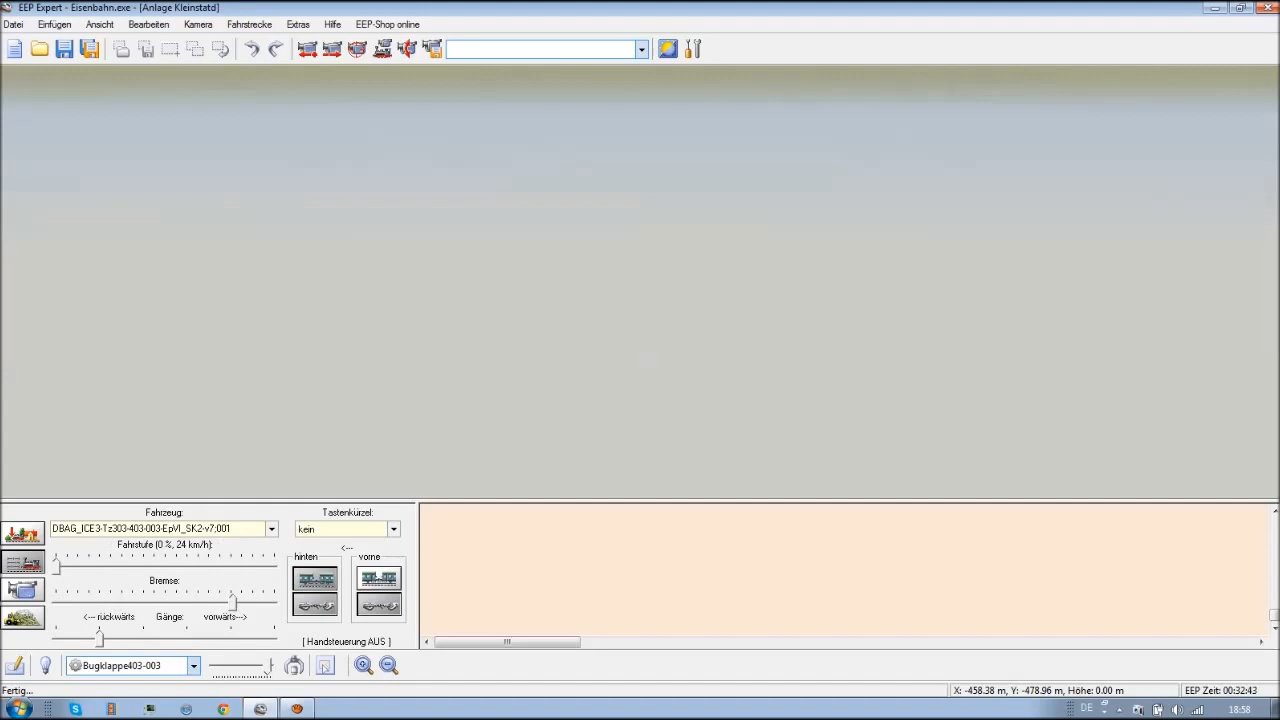 EEP Expert - Eisenbahn.exe - [Anlage Kleinstatd]
Datei Einfügen Ansicht Bearbeiten Kamera Fahrstrecke Extras Hilfe EEP-Shop online
Fahrzeug: Tastenkürzel:
DBAG_ICE3-Tz303-403-003-EpVI_SK2-v7;001 kein
Fahrstufe (0 %, 24 km/h): <---
hinten vorne
Bremse:
<--- rückwärts Gänge: vorwärts--->
[ Handsteuerung AUS ]
Bugklappe403-003
Fertig... X: -458.38 m, Y: -478.96 m, Höhe: 0.00 m EEP Zeit: 00:32:43
DE 18:58